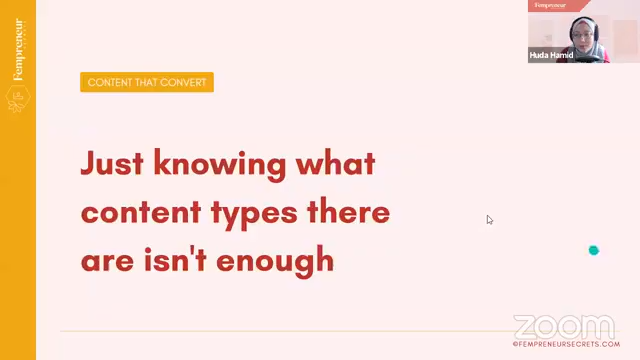 Fempreneur
Fempreneur
Huda Hamid
CONTENT THAT CONVERT
Just knowing what
content types there
are isn't enough
zoom
©FEMPRENEURSECRETS.COM